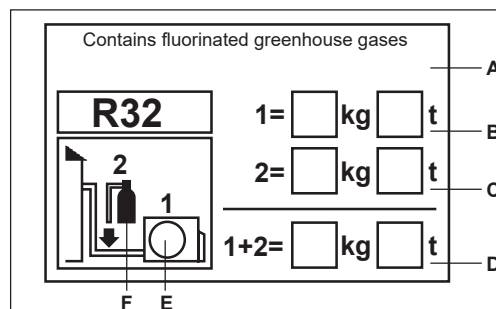 Contains fluorinated greenhouse gases
A
R32
1= kg t
B
2
1
2= kg t
C
1+2= kg t
D
F E